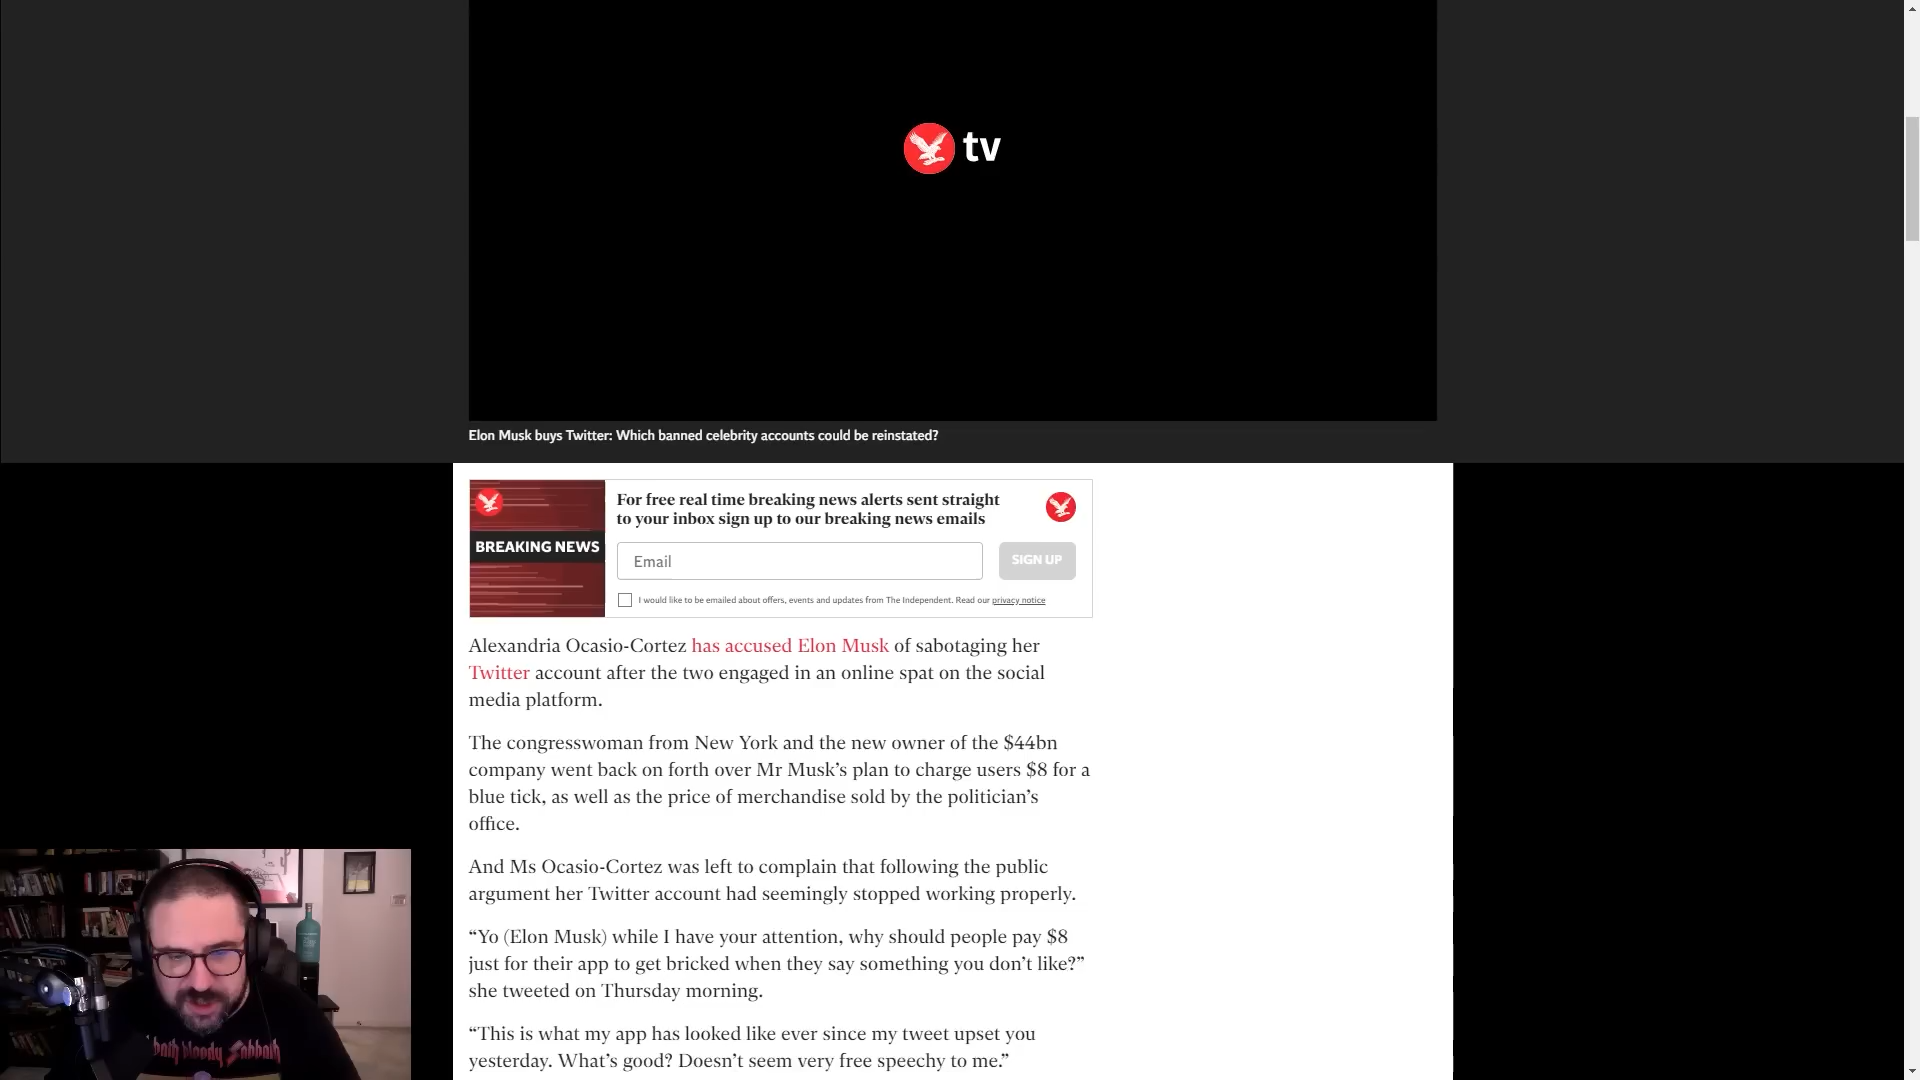 tv
Elon Musk buys Twitter: Which banned celebrity accounts could be reinstated?
BREAKING NEWS
For free real time breaking news alerts sent straight
to your inbox sign up to our breaking news emails
Email
SIGN UP
I would like to be emailed about offers, events and updates from The Independent. Read our privacy notice
Alexandria Ocasio-Cortez has accused Elon Musk of sabotaging her
Twitter account after the two engaged in an online spat on the social
media platform.
The congresswoman from New York and the new owner of the $44bn
company went back on forth over Mr Musk’s plan to charge users $8 for a
blue tick, as well as the price of merchandise sold by the politician’s
office.
And Ms Ocasio-Cortez was left to complain that following the public
argument her Twitter account had seemingly stopped working properly.
“Yo (Elon Musk) while I have your attention, why should people pay $8
just for their app to get bricked when they say something you don’t like?”
she tweeted on Thursday morning.
“This is what my app has looked like ever since my tweet upset you
yesterday. What’s good? Doesn’t seem very free speechy to me.”
bloody Sabbath